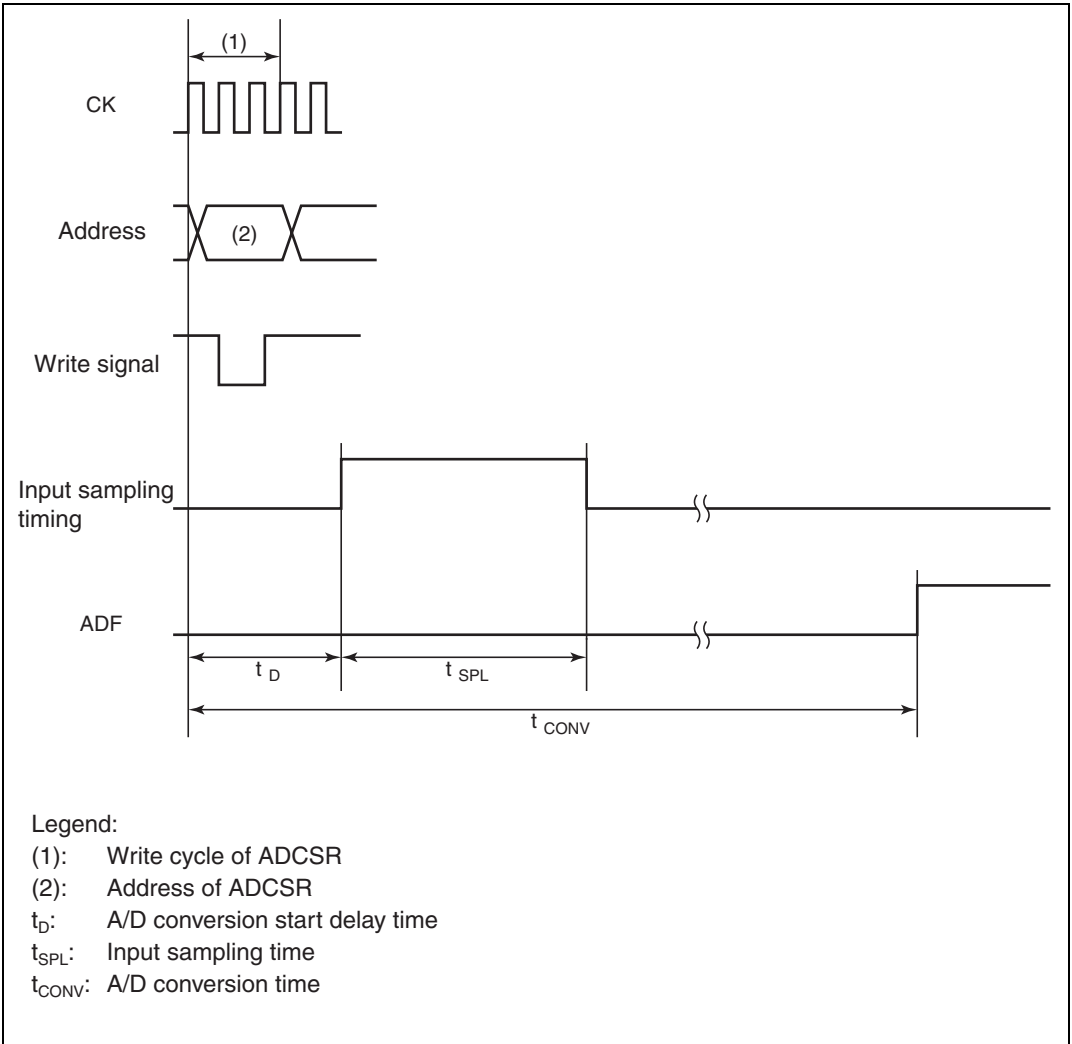 (1)
CK
Address
(2)
Write signal
Input sampling
timing
ADF
t D
t SPL
t CONV
Legend:
(1): Write cycle of ADCSR
(2): Address of ADCSR
tD: A/D conversion start delay time
tSPL: Input sampling time
tCONV: A/D conversion time